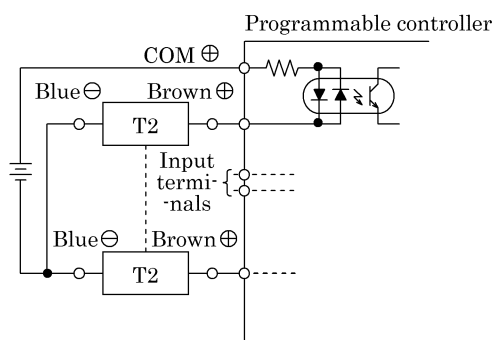 Programmable controller
COM ⊕
Blue ⊖ Brown ⊕
T2
Input
termi-
-nals
Blue ⊖ Brown ⊕
T2